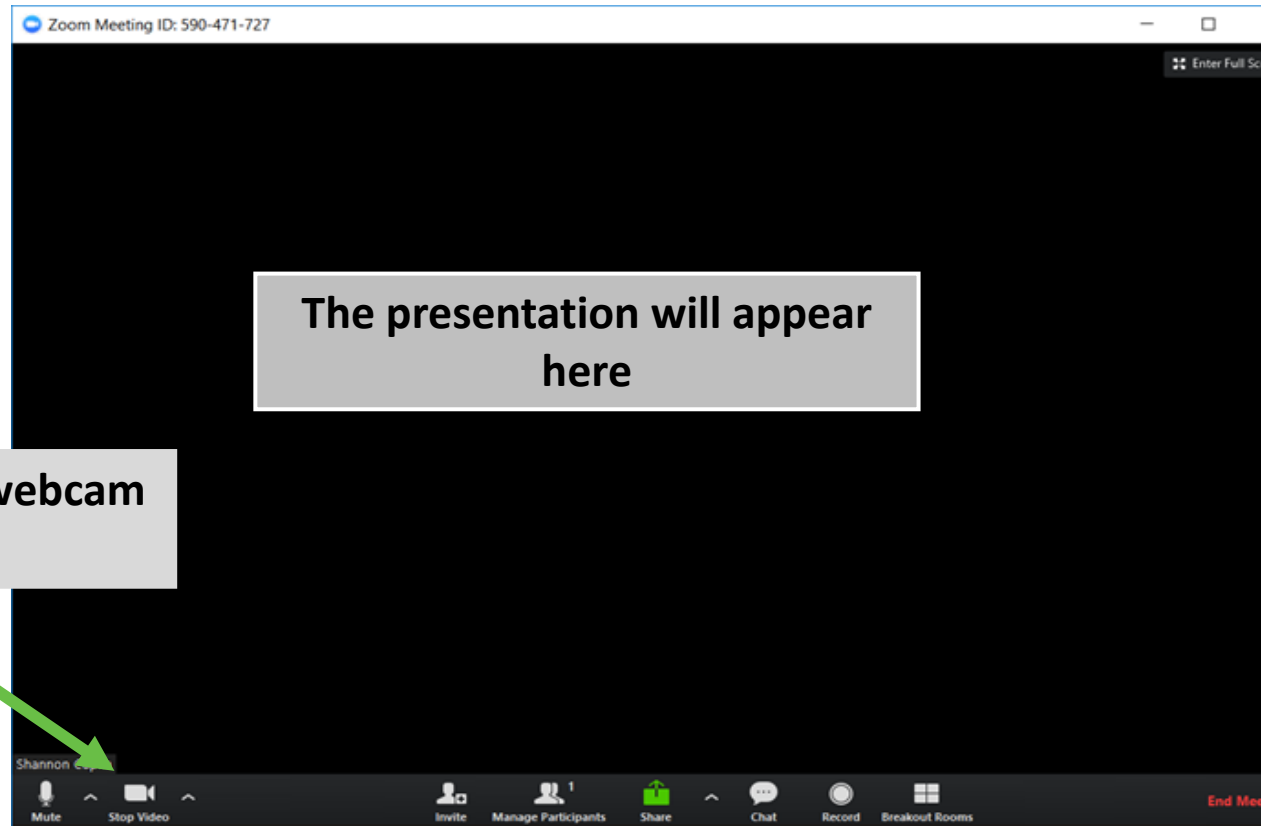 Zoom Meeting ID: 590-471-727
Enter Full Sc
The presentation will appear
here
webcam
Shannon
1
Mute
Stop Video
Invite
Manage Participants
Share
Chat
Record
Breakout Rooms
End Mee